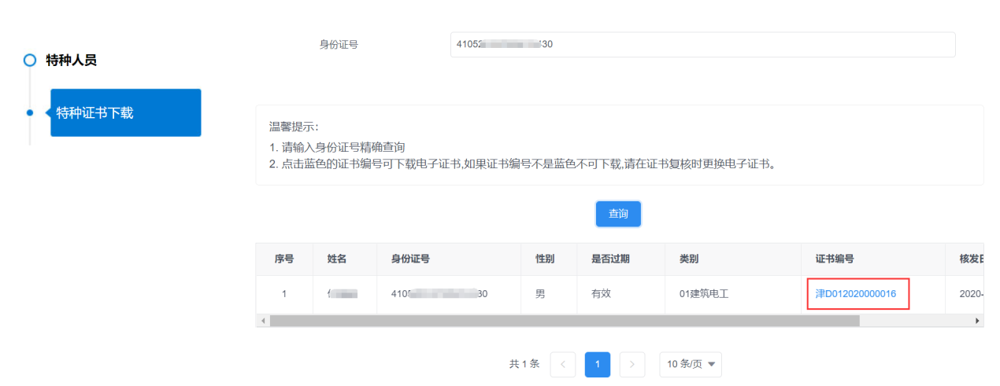 身份证号
4105 30
特种人员
特种证书下载
温馨提示:
1. 请输入身份证号精确查询
2. 点击蓝色的证书编号可下载电子证书,如果证书编号不是蓝色不可下载,请在证书复核时更换电子证书。
查询
序号 姓名 身份证号 性别 是否过期 类别 证书编号 核发
1 410 30 男 有效 01建筑电工 津D012020000016 2020-
共 1 条 < 1 > 10 条/页